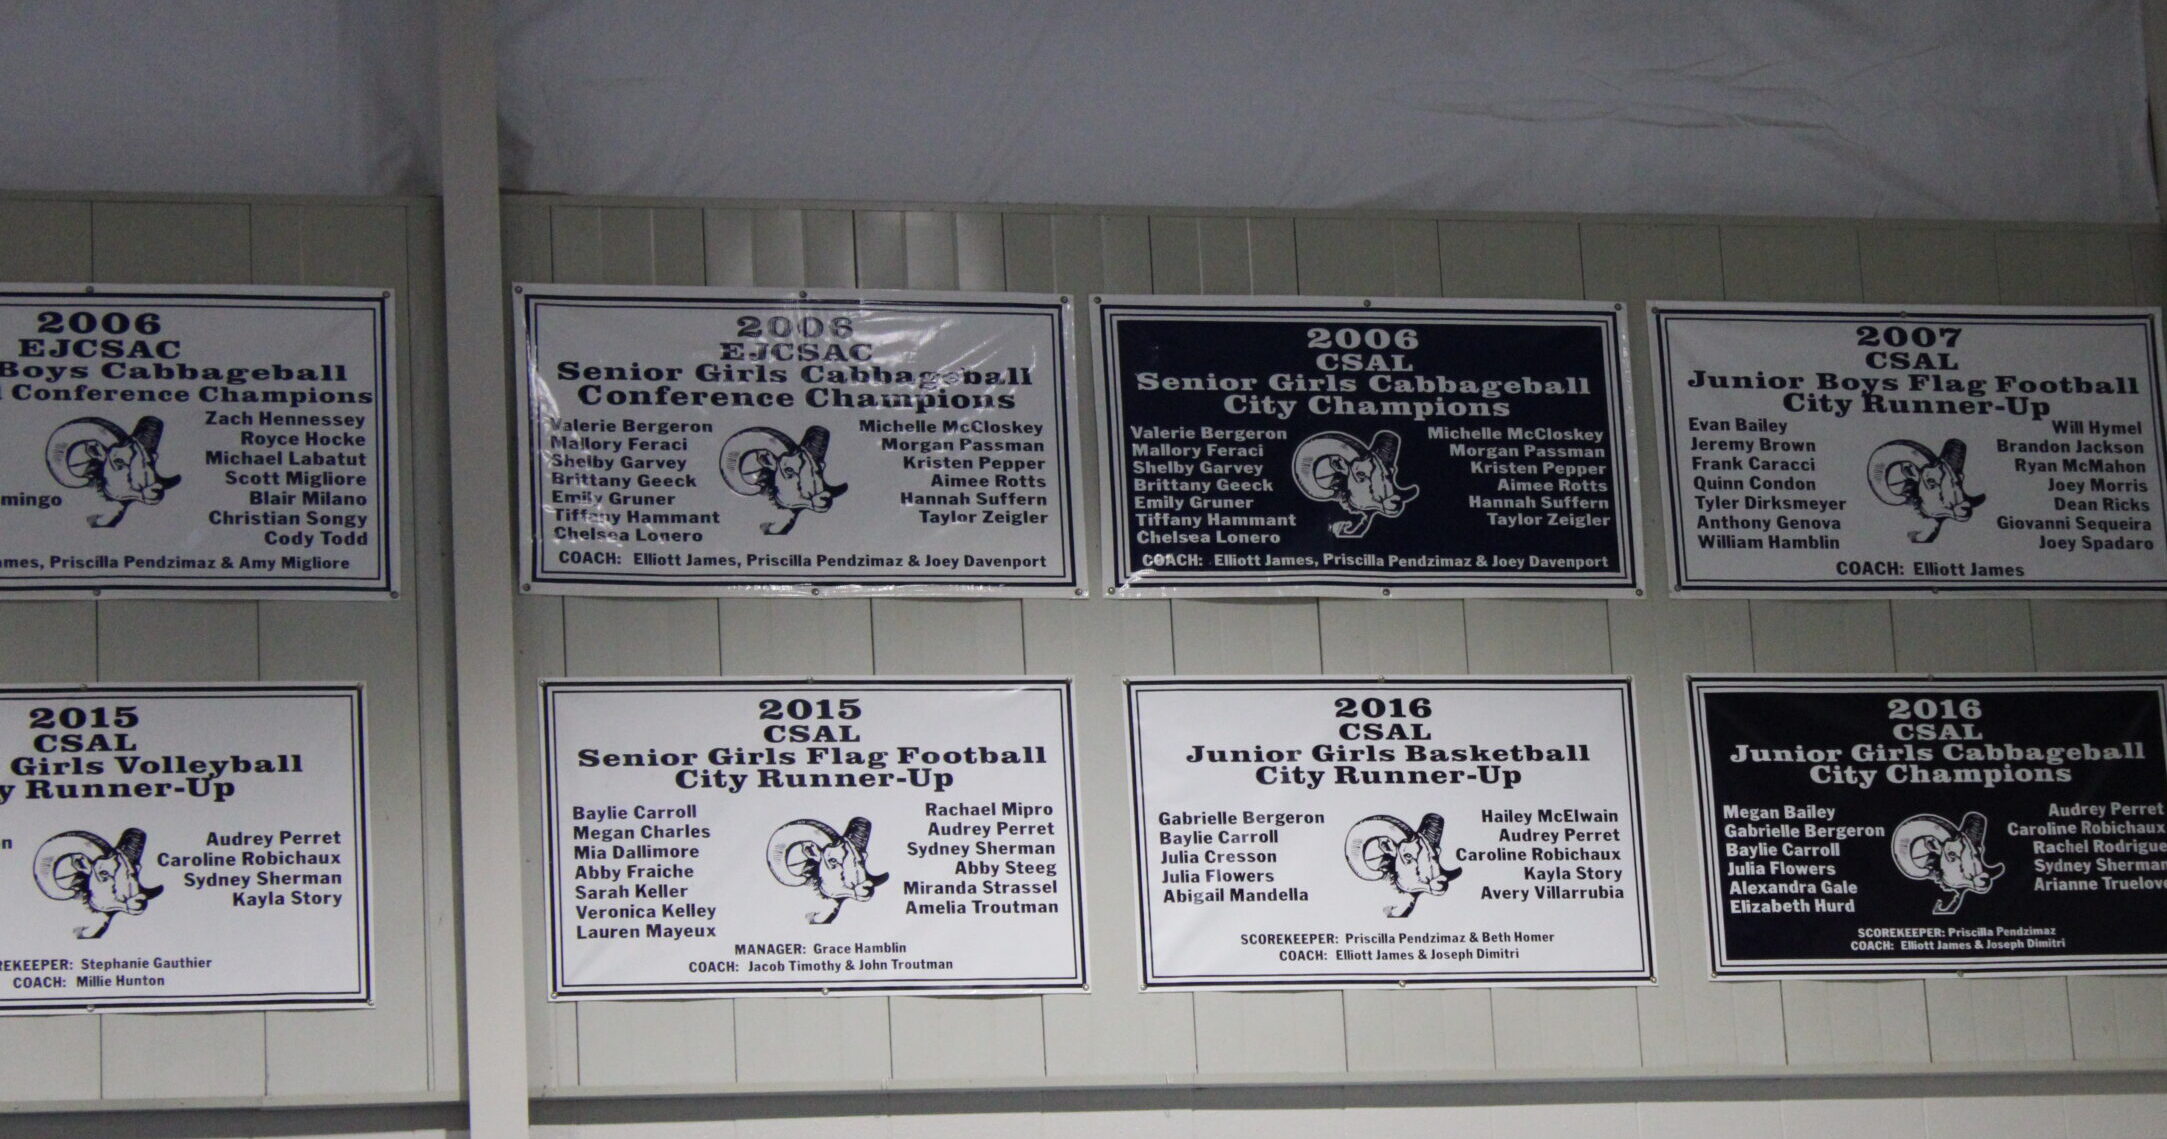 2006
EJCSAC
Boys Cabbageball
Conference Champions
Zach Hennessey
Royce Hocke
Michael Labatut
Scott Migliore
mingo
Blair Milano
Christian Songy
Cody Todd
Priscilla Pendzimaz & Amy Migliore
2006
EJCSAC
Senior Girls Cabbageball
Conference Champions
Valerie Bergeron
Mallory Feraci
Shelby Garvey
Brittany Geeck
Emily Gruner
Tiffany Hammant
Chelsea Lonero
Michelle McCloskey
Morgan Passman
Kristen Pepper
Aimee Rotts
Hannah Suffern
Taylor Zeigler
COACH: Elliott James, Priscilla Pendzimaz & Joey Davenport
2006
CSAL
Senior Girls Cabbageball
City Champions
Valerie Bergeron
Mallory Feraci
Shelby Garvey
Brittany Geeck
Emily Gruner
Tiffany Hammant
Chelsea Lonero
Michelle McCloskey
Morgan Passman
Kristen Pepper
Aimee Rotts
Hannah Suffern
Taylor Zeigler
COACH: Elliott James, Priscilla Pendzimaz & Joey Davenport
2007
CSAL
Junior Boys Flag Football
City Runner-Up
Evan Bailey
Jeremy Brown
Frank Caracci
Quinn Condon
Tyler Dirksmeyer
Anthony Genova
William Hamblin
Will Hymel
Brandon Jackson
Ryan McMahon
Joey Morris
Dean Ricks
Giovanni Sequeira
Joey Spadaro
COACH: Elliott James
2015
CSAL
Girls Volleyball
Runner-Up
Audrey Perret
Caroline Robichaux
Sydney Sherman
Kayla Story
Stephanie Gauthier
COACH: Millie Hunton
2015
CSAL
Senior Girls Flag Football
City Runner-Up
Baylie Carroll
Megan Charles
Mia Dallimore
Abby Fraiche
Sarah Keller
Veronica Kelley
Lauren Mayeux
Rachael Mipro
Audrey Perret
Sydney Sherman
Abby Steeg
Miranda Strassel
Amelia Troutman
MANAGER: Grace Hamblin
COACH: Jacob Timothy & John Troutman
2016
CSAL
Junior Girls Basketball
City Runner-Up
Gabrielle Bergeron
Baylie Carroll
Julia Cresson
Julia Flowers
Abigail Mandella
Hailey McElwain
Audrey Perret
Caroline Robichaux
Kayla Story
Avery Villarrubia
SCOREKEEPER: Priscilla Pendzimaz & Beth Homer
COACH: Elliott James & Joseph Dimitri
2016
CSAL
Junior Girls Cabbageball
City Champions
Megan Bailey
Gabrielle Bergeron
Baylie Carroll
Julia Flowers
Alexandra Gale
Elizabeth Hurd
Audrey Perret
Caroline Robichaux
Rachel Rodrigue
Sydney Sherman
Arianne Truelove
SCOREKEEPER: Priscilla Pendzimaz
COACH: Elliott James & Joseph Dimitri